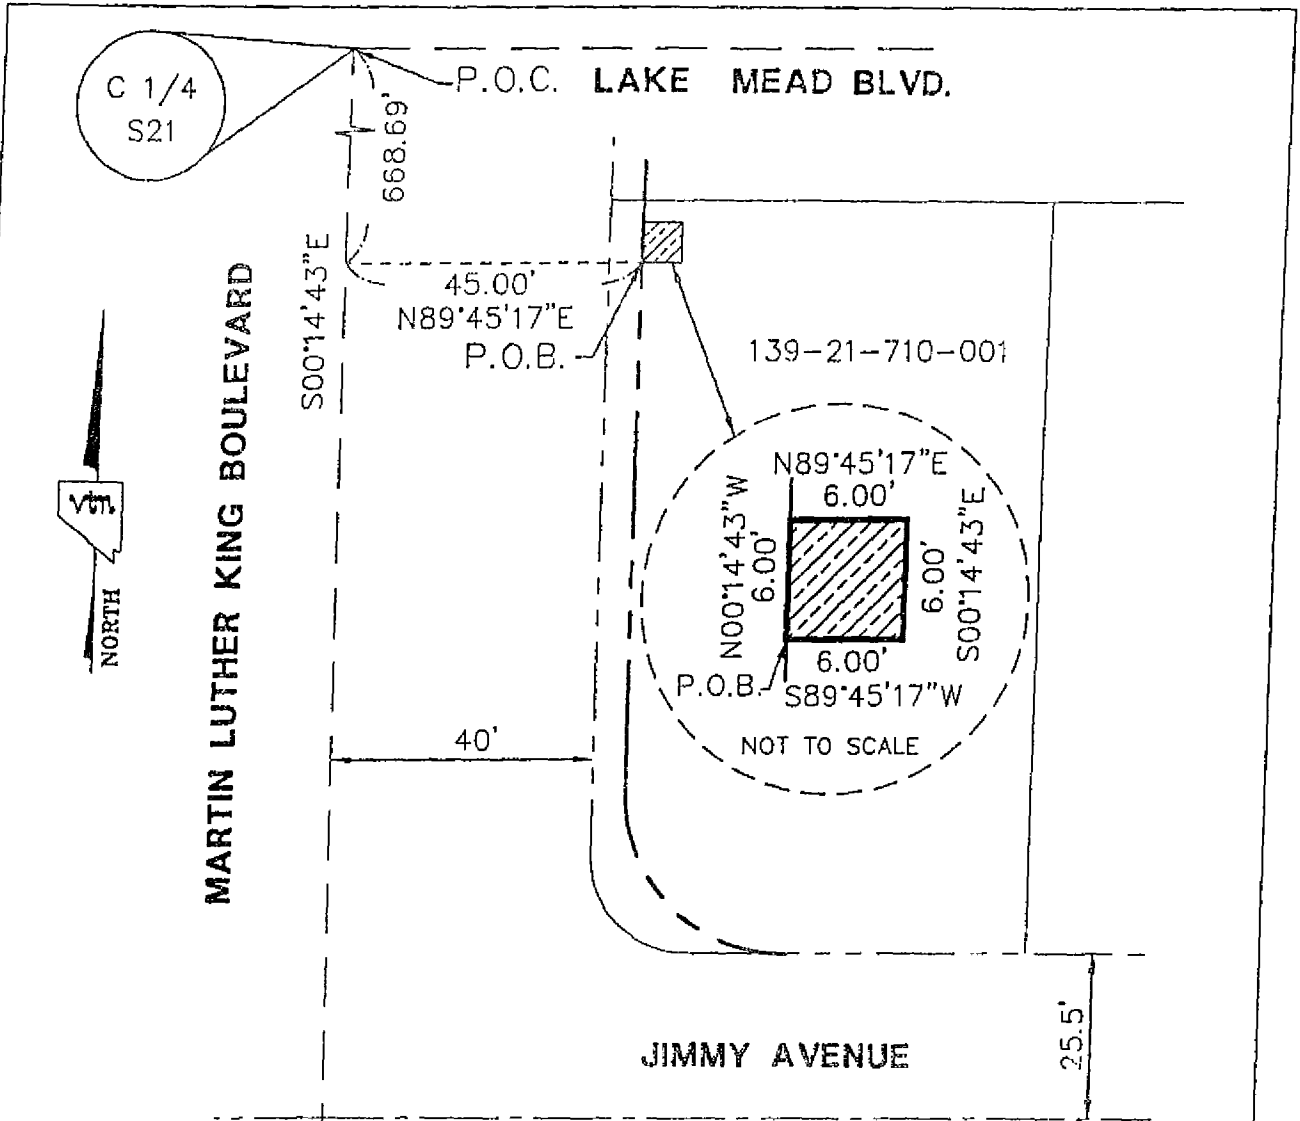 C 1/4
S21
P.O.C.
LAKE MEAD BLVD.
668.69'
S00°14'43"E
45.00'
N89°45'17"E
P.O.B.
139-21-710-001
MARTIN LUTHER KING BOULEVARD
vtn
NORTH
N89°45'17"E
6.00'
N00°14'43"W
6.00'
6.00'
S00°14'43"E
6.00'
P.O.B.
S89°45'17"W
NOT TO SCALE
40'
JIMMY AVENUE
25.5'